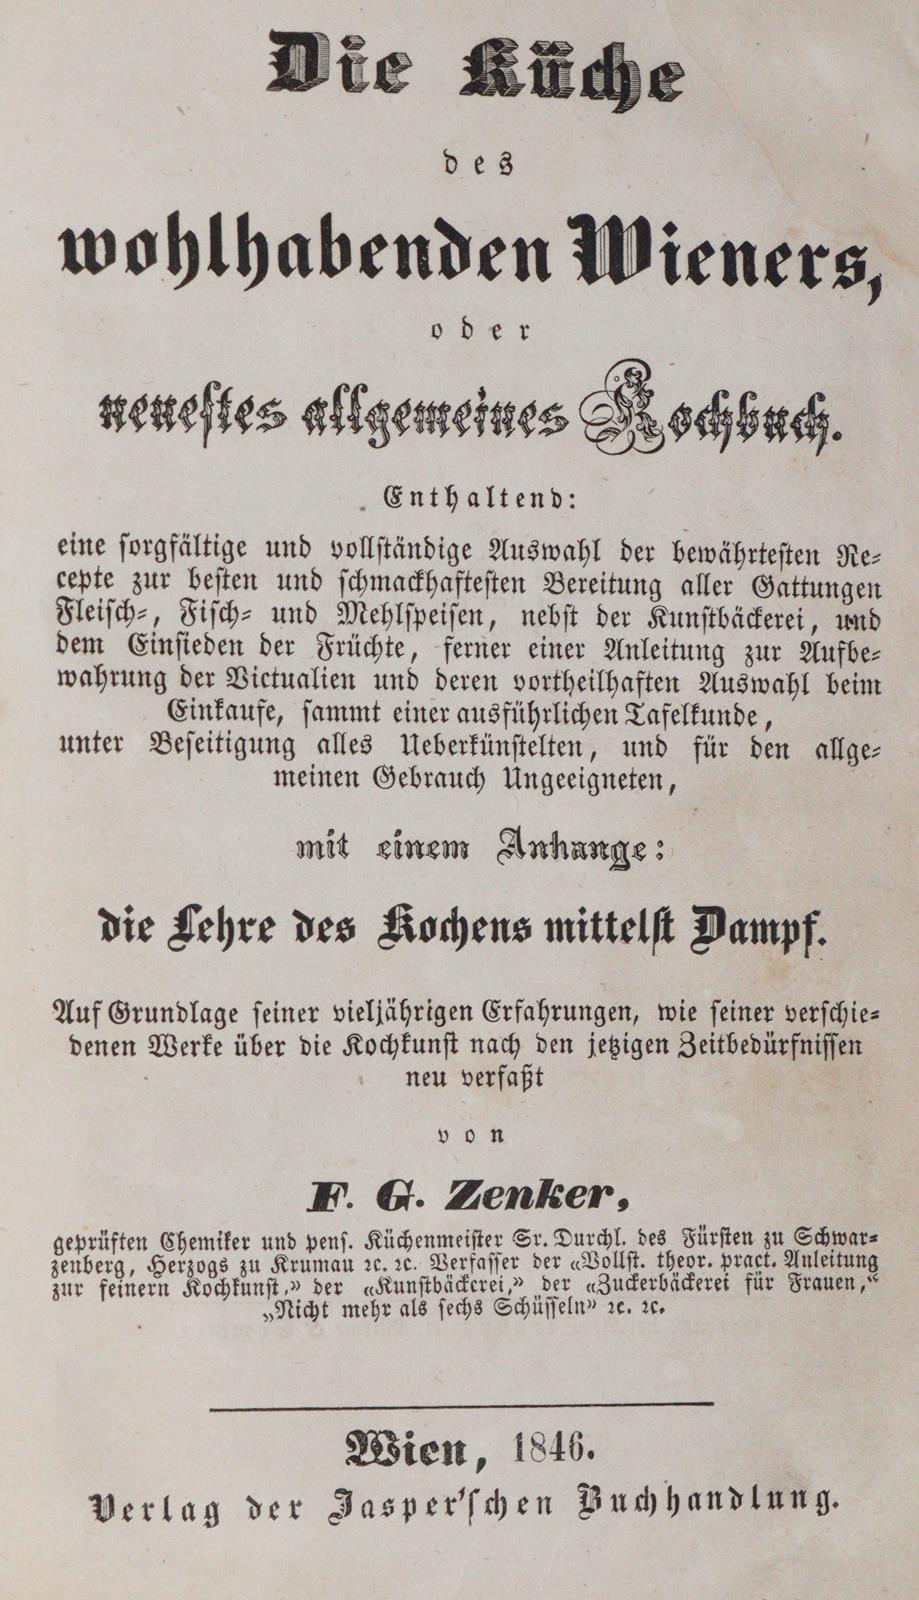 Die Küche
des
wohlhabenden Wieners,
oder
neuestes allgemeines Kochbuch.
Enthaltend:
eine sorgfältige und vollständige Auswahl der bewährtesten Re-
cepte zur besten und schmackhaftesten Bereitung aller Gattungen
Fleisch-, Fisch- und Mehlspeisen, nebst der Kunstbäckerei, und
dem Einsieden der Früchte, ferner einer Anleitung zur Aufbe-
wahrung der Victualien und deren vortheilhaften Auswahl beim
Einkaufe, sammt einer ausführlichen Tafelkunde,
unter Beseitigung alles Ueberkünstelten, und für den allge-
meinen Gebrauch Ungeeigneten,
mit einem Anhange:
die Lehre des Kochens mittelst Dampf.
Auf Grundlage seiner vieljährigen Erfahrungen, wie seiner verschie-
denen Werke über die Kochkunst nach den jetzigen Zeitbedürfnissen
neu verfaßt
von
F. G. Zenker,
geprüften Chemiker und pens. Küchenmeister Sr. Durchl. des Fürsten zu Schwar-
zenberg, Herzogs zu Krumau ꝛc. ꝛc. Verfasser der «Vollst. theor. pract. Anleitung
zur feinern Kochkunst,» der «Kunstbäckerei,» der «Zuckerbäckerei für Frauen,“
„Nicht mehr als sechs Schüsseln» ꝛc. ꝛc.
Wien, 1846.
Verlag der Jasper'schen Buchhandlung.